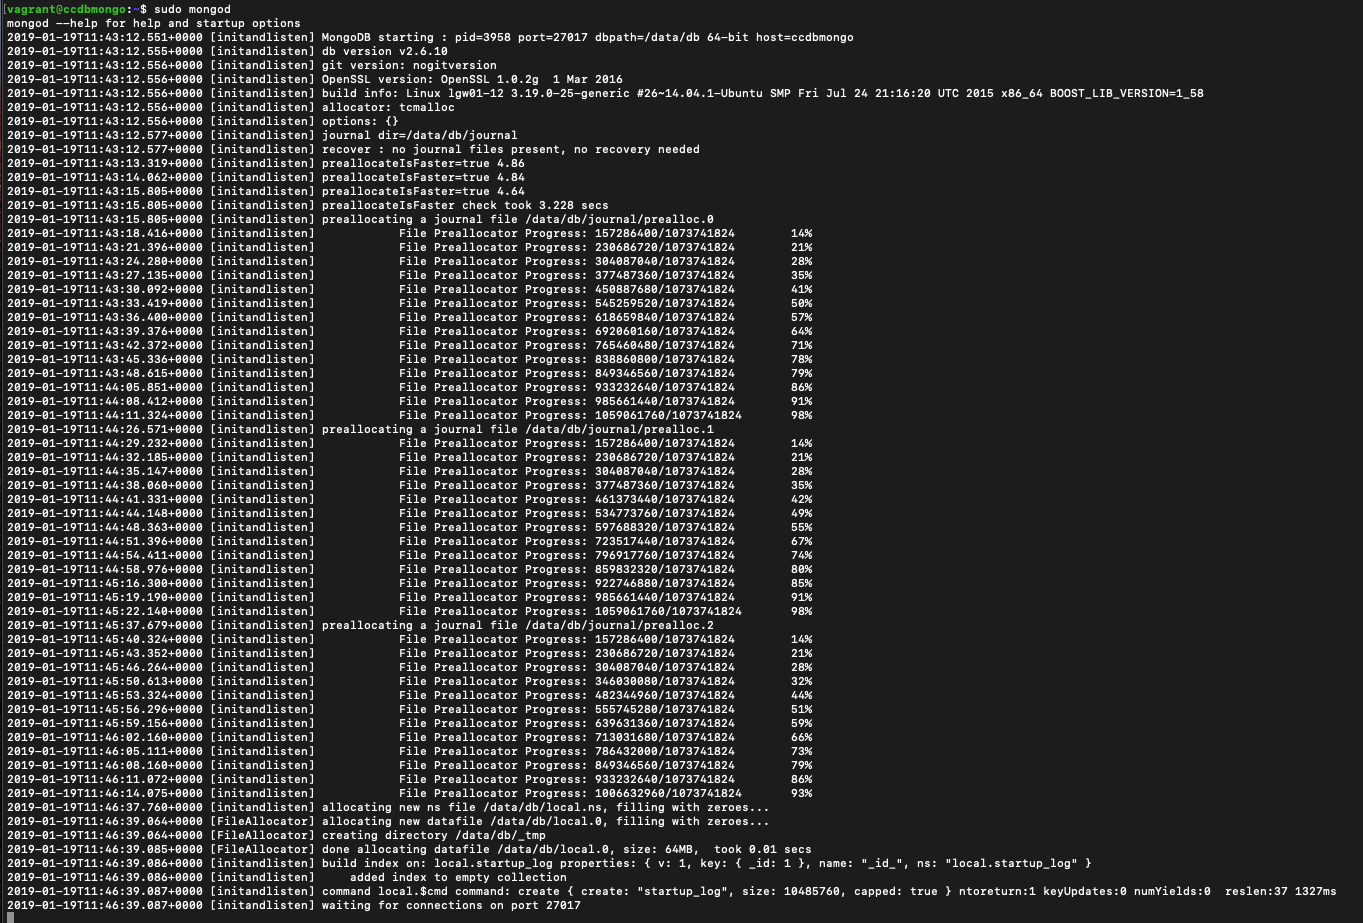 [vagrant@ccdbmongo:~$ sudo mongod
mongod --help for help and startup options
2019-01-19T11:43:12.551+0000 [initandlisten] MongoDB starting : pid=3958 port=27017 dbpath=/data/db 64-bit host=ccdbmongo
2019-01-19T11:43:12.555+0000 [initandlisten] db version v2.6.10
2019-01-19T11:43:12.556+0000 [initandlisten] git version: nogitversion
2019-01-19T11:43:12.556+0000 [initandlisten] OpenSSL version: OpenSSL 1.0.2g  1 Mar 2016
2019-01-19T11:43:12.556+0000 [initandlisten] build info: Linux lgw01-12 3.19.0-25-generic #26~14.04.1-Ubuntu SMP Fri Jul 24 21:16:20 UTC 2015 x86_64 BOOST_LIB_VERSION=1_58
2019-01-19T11:43:12.556+0000 [initandlisten] allocator: tcmalloc
2019-01-19T11:43:12.556+0000 [initandlisten] options: {}
2019-01-19T11:43:12.577+0000 [initandlisten] journal dir=/data/db/journal
2019-01-19T11:43:12.577+0000 [initandlisten] recover : no journal files present, no recovery needed
2019-01-19T11:43:13.319+0000 [initandlisten] preallocateIsFaster=true 4.86
2019-01-19T11:43:14.062+0000 [initandlisten] preallocateIsFaster=true 4.84
2019-01-19T11:43:15.805+0000 [initandlisten] preallocateIsFaster=true 4.64
2019-01-19T11:43:15.805+0000 [initandlisten] preallocateIsFaster check took 3.228 secs
2019-01-19T11:43:15.805+0000 [initandlisten] preallocating a journal file /data/db/journal/prealloc.0
2019-01-19T11:43:18.416+0000 [initandlisten] File Preallocator Progress: 157286400/1073741824 14%
2019-01-19T11:43:21.396+0000 [initandlisten] File Preallocator Progress: 230686720/1073741824 21%
2019-01-19T11:43:24.280+0000 [initandlisten] File Preallocator Progress: 304087040/1073741824 28%
2019-01-19T11:43:27.135+0000 [initandlisten] File Preallocator Progress: 377487360/1073741824 35%
2019-01-19T11:43:30.092+0000 [initandlisten] File Preallocator Progress: 450887680/1073741824 41%
2019-01-19T11:43:33.419+0000 [initandlisten] File Preallocator Progress: 545259520/1073741824 50%
2019-01-19T11:43:36.400+0000 [initandlisten] File Preallocator Progress: 618659840/1073741824 57%
2019-01-19T11:43:39.376+0000 [initandlisten] File Preallocator Progress: 692060160/1073741824 64%
2019-01-19T11:43:42.372+0000 [initandlisten] File Preallocator Progress: 765460480/1073741824 71%
2019-01-19T11:43:45.336+0000 [initandlisten] File Preallocator Progress: 838860800/1073741824 78%
2019-01-19T11:43:48.615+0000 [initandlisten] File Preallocator Progress: 849346560/1073741824 79%
2019-01-19T11:44:05.851+0000 [initandlisten] File Preallocator Progress: 933232640/1073741824 86%
2019-01-19T11:44:08.412+0000 [initandlisten] File Preallocator Progress: 985661440/1073741824 91%
2019-01-19T11:44:11.324+0000 [initandlisten] File Preallocator Progress: 1059061760/1073741824 98%
2019-01-19T11:44:26.571+0000 [initandlisten] preallocating a journal file /data/db/journal/prealloc.1
2019-01-19T11:44:29.232+0000 [initandlisten] File Preallocator Progress: 157286400/1073741824 14%
2019-01-19T11:44:32.185+0000 [initandlisten] File Preallocator Progress: 230686720/1073741824 21%
2019-01-19T11:44:35.147+0000 [initandlisten] File Preallocator Progress: 304087040/1073741824 28%
2019-01-19T11:44:38.060+0000 [initandlisten] File Preallocator Progress: 377487360/1073741824 35%
2019-01-19T11:44:41.331+0000 [initandlisten] File Preallocator Progress: 461373440/1073741824 42%
2019-01-19T11:44:44.148+0000 [initandlisten] File Preallocator Progress: 534773760/1073741824 49%
2019-01-19T11:44:48.363+0000 [initandlisten] File Preallocator Progress: 597688320/1073741824 55%
2019-01-19T11:44:51.396+0000 [initandlisten] File Preallocator Progress: 723517440/1073741824 67%
2019-01-19T11:44:54.411+0000 [initandlisten] File Preallocator Progress: 796917760/1073741824 74%
2019-01-19T11:44:58.976+0000 [initandlisten] File Preallocator Progress: 859832320/1073741824 80%
2019-01-19T11:45:16.300+0000 [initandlisten] File Preallocator Progress: 922746880/1073741824 85%
2019-01-19T11:45:19.190+0000 [initandlisten] File Preallocator Progress: 985661440/1073741824 91%
2019-01-19T11:45:22.140+0000 [initandlisten] File Preallocator Progress: 1059061760/1073741824 98%
2019-01-19T11:45:37.679+0000 [initandlisten] preallocating a journal file /data/db/journal/prealloc.2
2019-01-19T11:45:40.324+0000 [initandlisten] File Preallocator Progress: 157286400/1073741824 14%
2019-01-19T11:45:43.352+0000 [initandlisten] File Preallocator Progress: 230686720/1073741824 21%
2019-01-19T11:45:46.264+0000 [initandlisten] File Preallocator Progress: 304087040/1073741824 28%
2019-01-19T11:45:50.613+0000 [initandlisten] File Preallocator Progress: 346030080/1073741824 32%
2019-01-19T11:45:53.324+0000 [initandlisten] File Preallocator Progress: 482344960/1073741824 44%
2019-01-19T11:45:56.296+0000 [initandlisten] File Preallocator Progress: 555745280/1073741824 51%
2019-01-19T11:45:59.156+0000 [initandlisten] File Preallocator Progress: 639631360/1073741824 59%
2019-01-19T11:46:02.160+0000 [initandlisten] File Preallocator Progress: 713031680/1073741824 66%
2019-01-19T11:46:05.111+0000 [initandlisten] File Preallocator Progress: 786432000/1073741824 73%
2019-01-19T11:46:08.160+0000 [initandlisten] File Preallocator Progress: 849346560/1073741824 79%
2019-01-19T11:46:11.072+0000 [initandlisten] File Preallocator Progress: 933232640/1073741824 86%
2019-01-19T11:46:14.075+0000 [initandlisten] File Preallocator Progress: 1006632960/1073741824 93%
2019-01-19T11:46:37.760+0000 [initandlisten] allocating new ns file /data/db/local.ns, filling with zeroes...
2019-01-19T11:46:39.064+0000 [FileAllocator] allocating new datafile /data/db/local.0, filling with zeroes...
2019-01-19T11:46:39.064+0000 [FileAllocator] creating directory /data/db/_tmp
2019-01-19T11:46:39.085+0000 [FileAllocator] done allocating datafile /data/db/local.0, size: 64MB,  took 0.01 secs
2019-01-19T11:46:39.086+0000 [initandlisten] build index on: local.startup_log properties: { v: 1, key: { _id: 1 }, name: "_id_", ns: "local.startup_log" }
2019-01-19T11:46:39.086+0000 [initandlisten] added index to empty collection
2019-01-19T11:46:39.087+0000 [initandlisten] command local.$cmd command: create { create: "startup_log", size: 10485760, capped: true } ntoreturn:1 keyUpdates:0 numYields:0  reslen:37 1327ms
2019-01-19T11:46:39.087+0000 [initandlisten] waiting for connections on port 27017